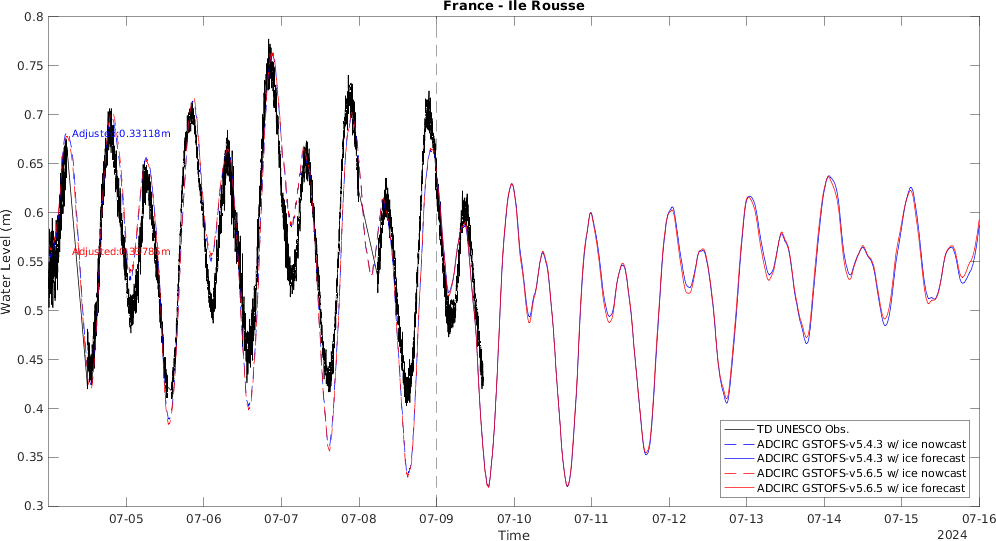 France - Ile Rousse
0.8
0.75
0.7
0.65
0.6
0.55
0.5
0.45
0.4
0.35
0.3
Water Level (m)
Adjusted:0.33118m
07-05
07-06
07-07
07-08
07-09
07-10
07-11
07-12
07-13
07-14
07-15
07-16
Time
2024
TD UNESCO Obs.
ADCIRC GSTOFS-v5.4.3 w/ ice nowcast
ADCIRC GSTOFS-v5.4.3 w/ ice forecast
ADCIRC GSTOFS-v5.6.5 w/ ice nowcast
ADCIRC GSTOFS-v5.6.5 w/ ice forecast